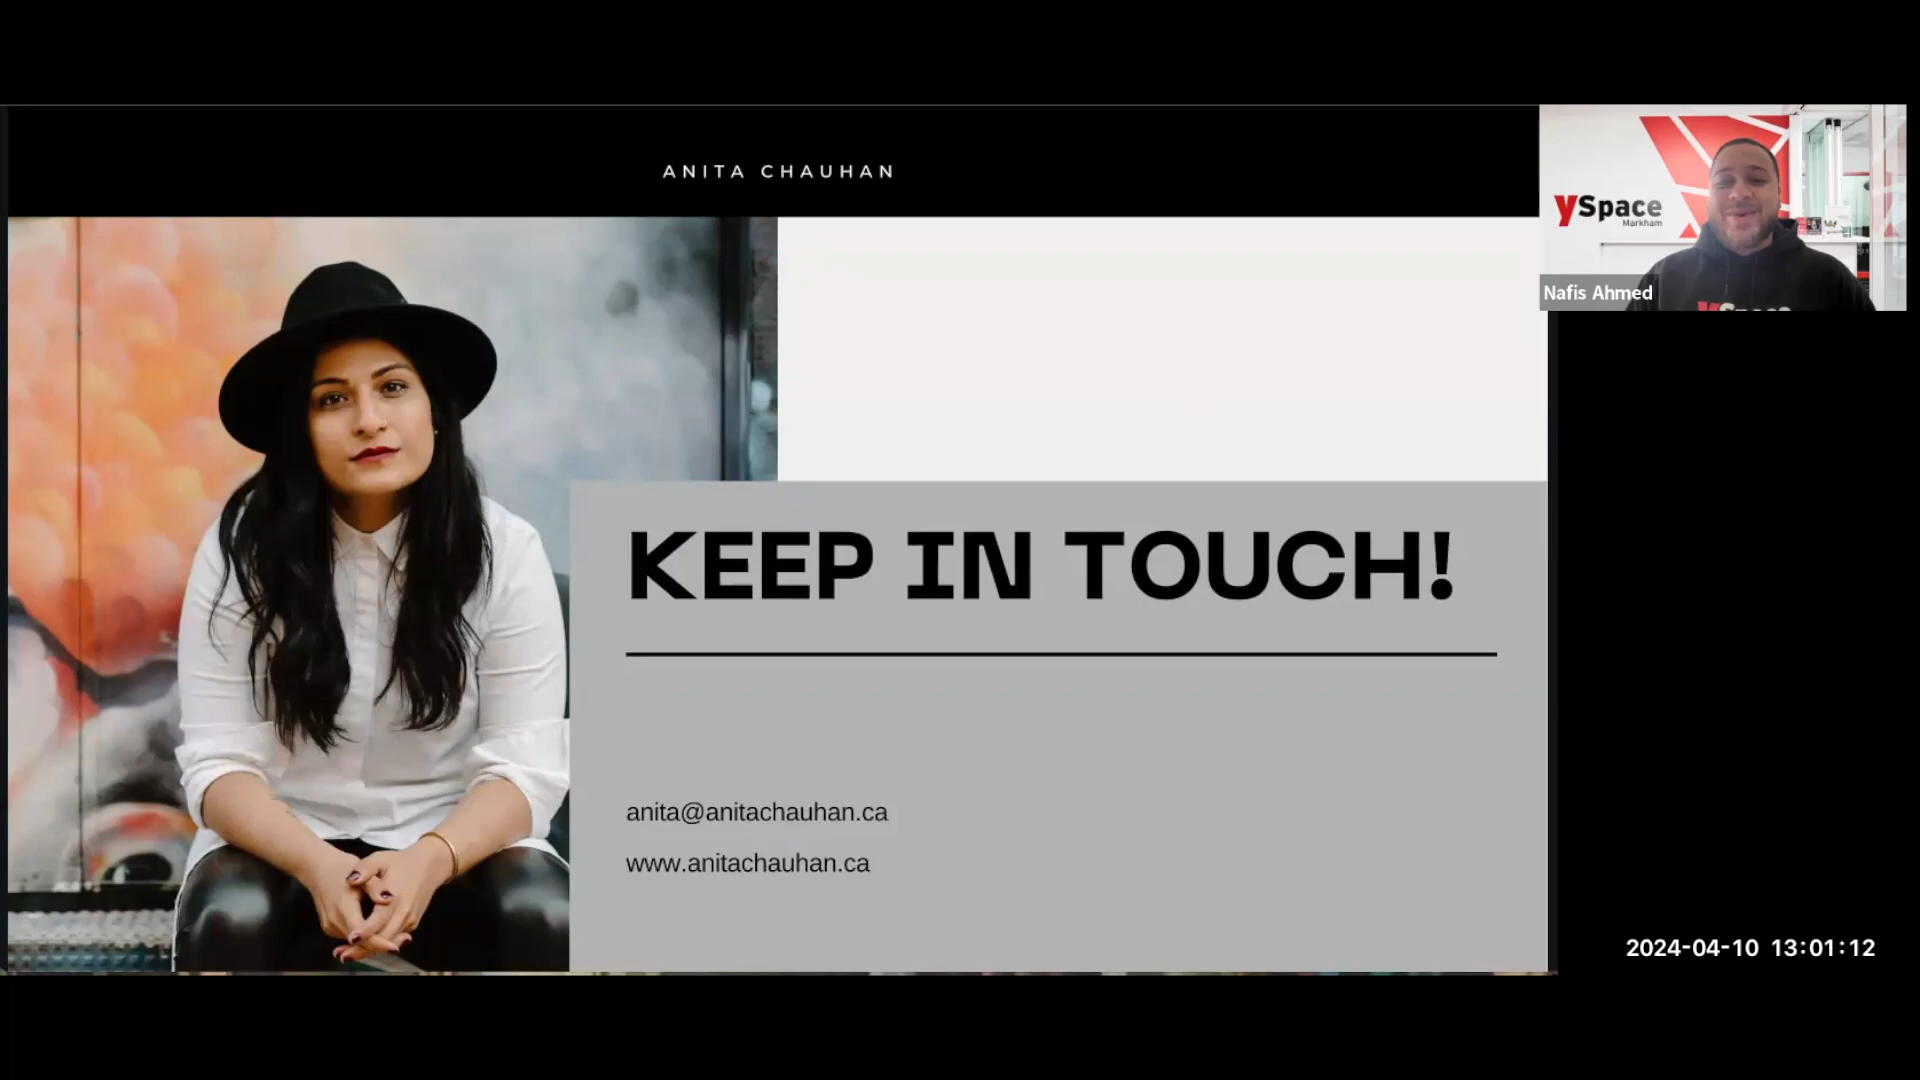 ANITA CHAUHAN
ySpace
Markham
Nafis Ahmed
KEEP IN TOUCH!
anita@anitachauhan.ca
www.anitachauhan.ca
2024-04-10 13:01:12